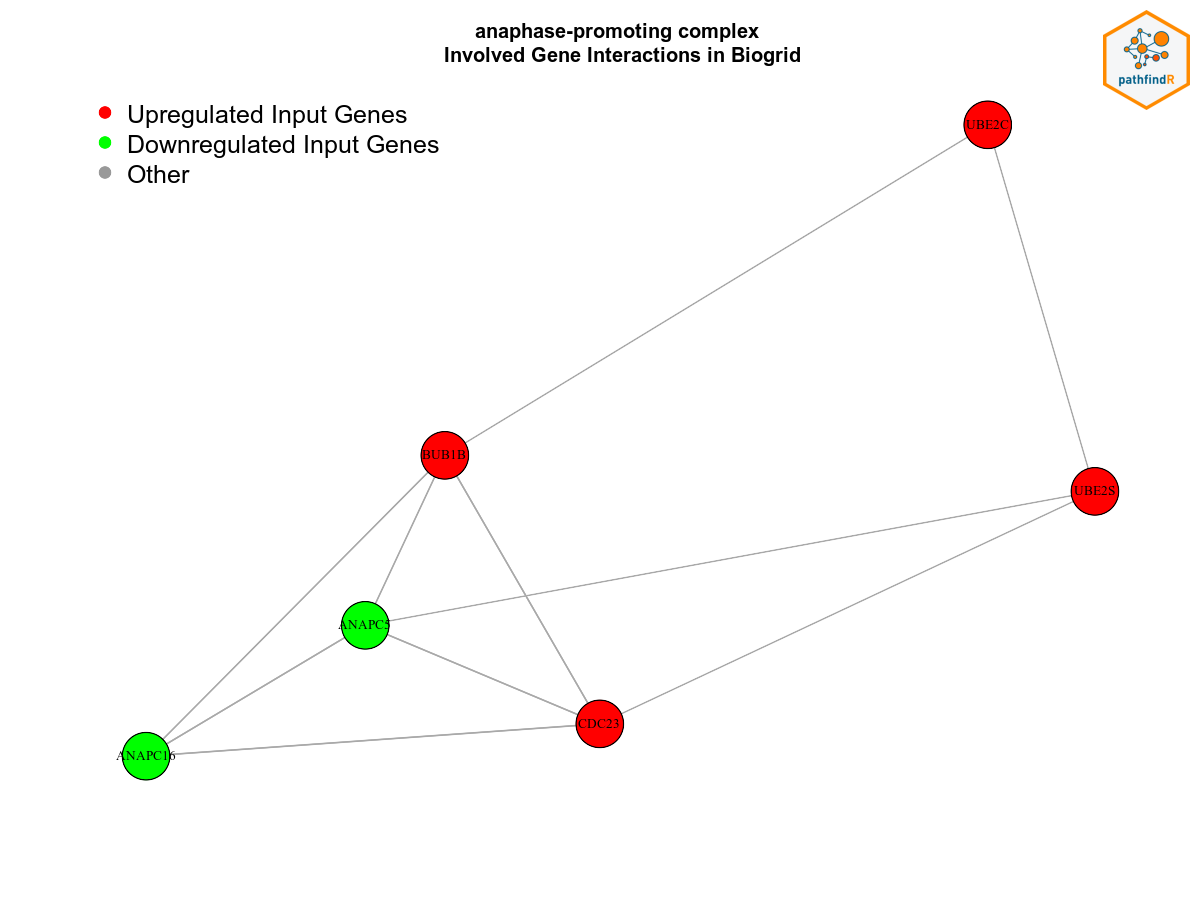 anaphase-promoting complex
Involved Gene Interactions in Biogrid
pathfindR
Upregulated Input Genes
Downregulated Input Genes
Other
UBE2C
BUB1B
UBE2S
ANAPC5
CDC23
ANAPC16